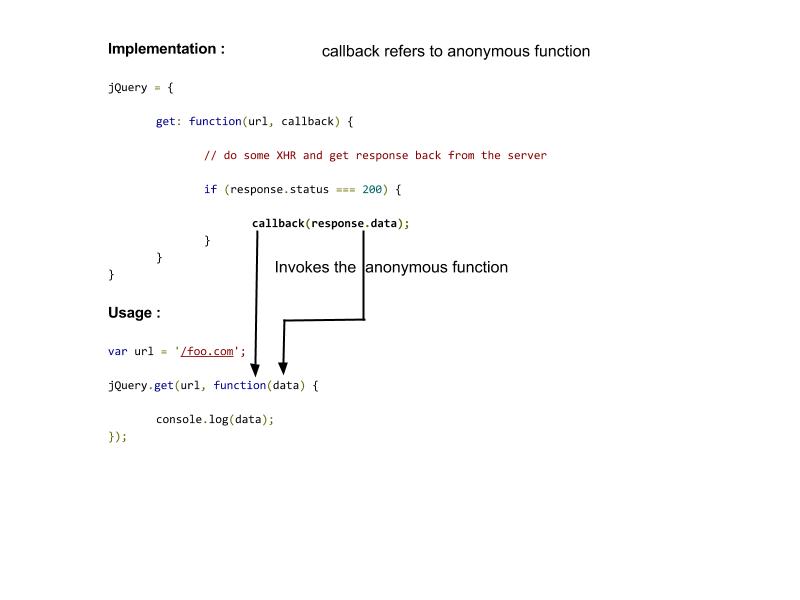 Implementation :
callback refers to anonymous function
jQuery = {
get: function(url, callback) {
// do some XHR and get response back from the server
if (response.status === 200) {
callback(response.data);
}
}
}
Invokes the anonymous function
Usage :
var url = '/foo.com';
jQuery.get(url, function(data) {
console.log(data);
});